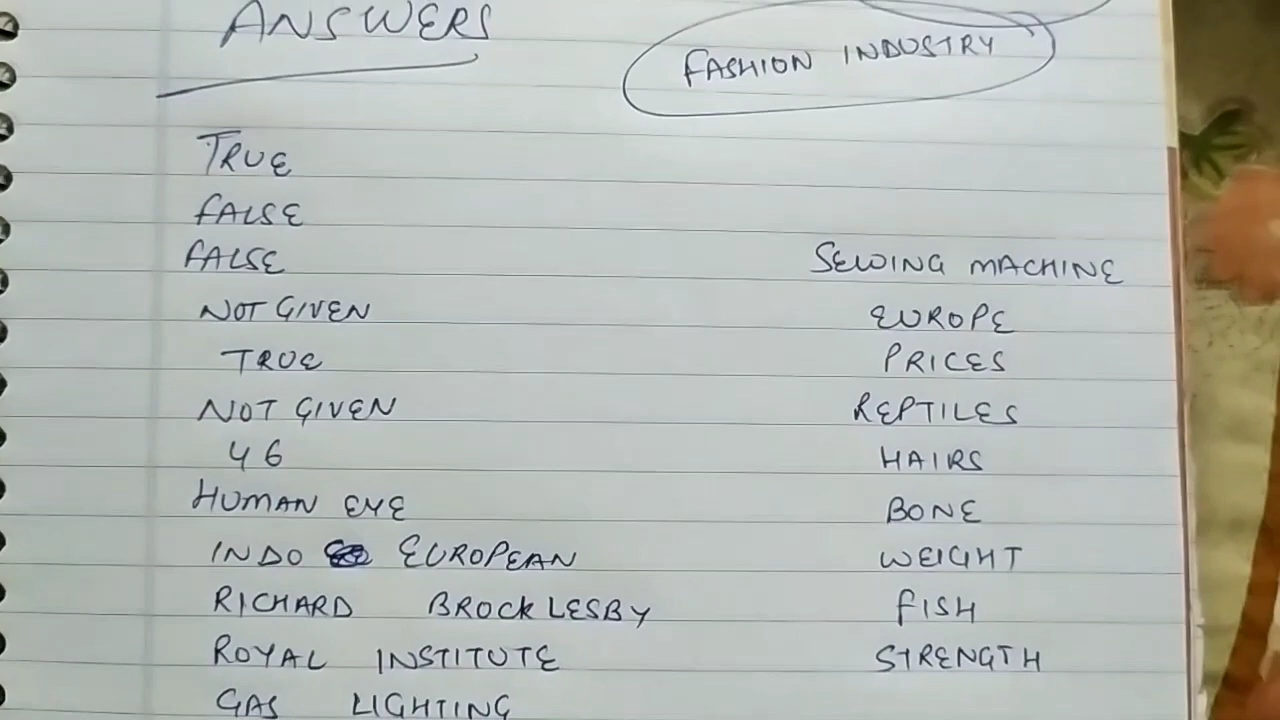 ANSWERS
FASHION INDUSTRY
TRUE
FALSE
FALSE
NOT GIVEN
TRUE
NOT GIVEN
46
HUMAN EYE
INDO EUROPEAN
RICHARD BROCKLESBY
ROYAL INSTITUTE
GAS LIGHTING
SEWING MACHINE
EUROPE
PRICES
REPTILES
HAIRS
BONE
WEIGHT
FISH
STRENGTH